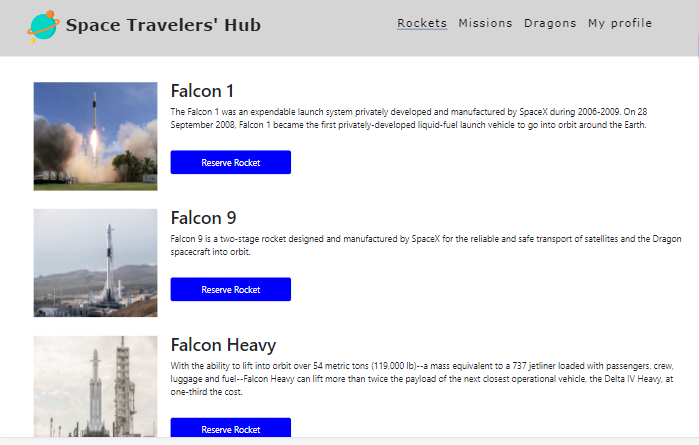 Space Travelers' Hub
Rockets Missions Dragons My profile
Falcon 1
The Falcon 1 was an expendable launch system privately developed and manufactured by SpaceX during 2006-2009. On 28
September 2008, Falcon 1 became the first privately-developed liquid-fuel launch vehicle to go into orbit around the Earth.
Reserve Rocket
Falcon 9
Falcon 9 is a two-stage rocket designed and manufactured by SpaceX for the reliable and safe transport of satellites and the Dragon
spacecraft into orbit.
Reserve Rocket
Falcon Heavy
With the ability to lift into orbit over 54 metric tons (119,000 lb)--a mass equivalent to a 737 jetliner loaded with passengers, crew,
luggage and fuel--Falcon Heavy can lift more than twice the payload of the next closest operational vehicle, the Delta IV Heavy, at
one-third the cost.
Reserve Rocket